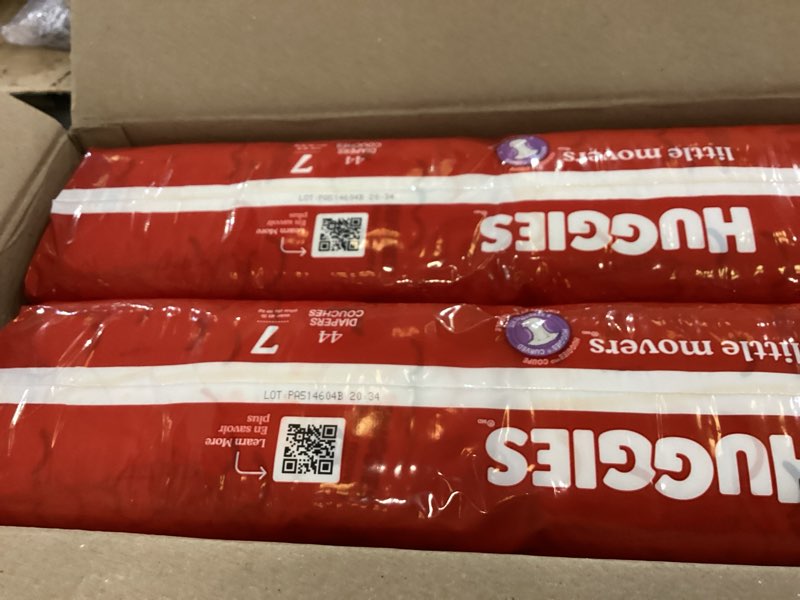 HUGGIES
little movers
7
44
DIAPERS
COUCHES
LOT PA514604B 20:34
Learn More
En savoir
plus
HUGGIES
little movers
7
44
DIAPERS
COUCHES
LOT PA514604B 20:34
Learn More
En savoir
plus